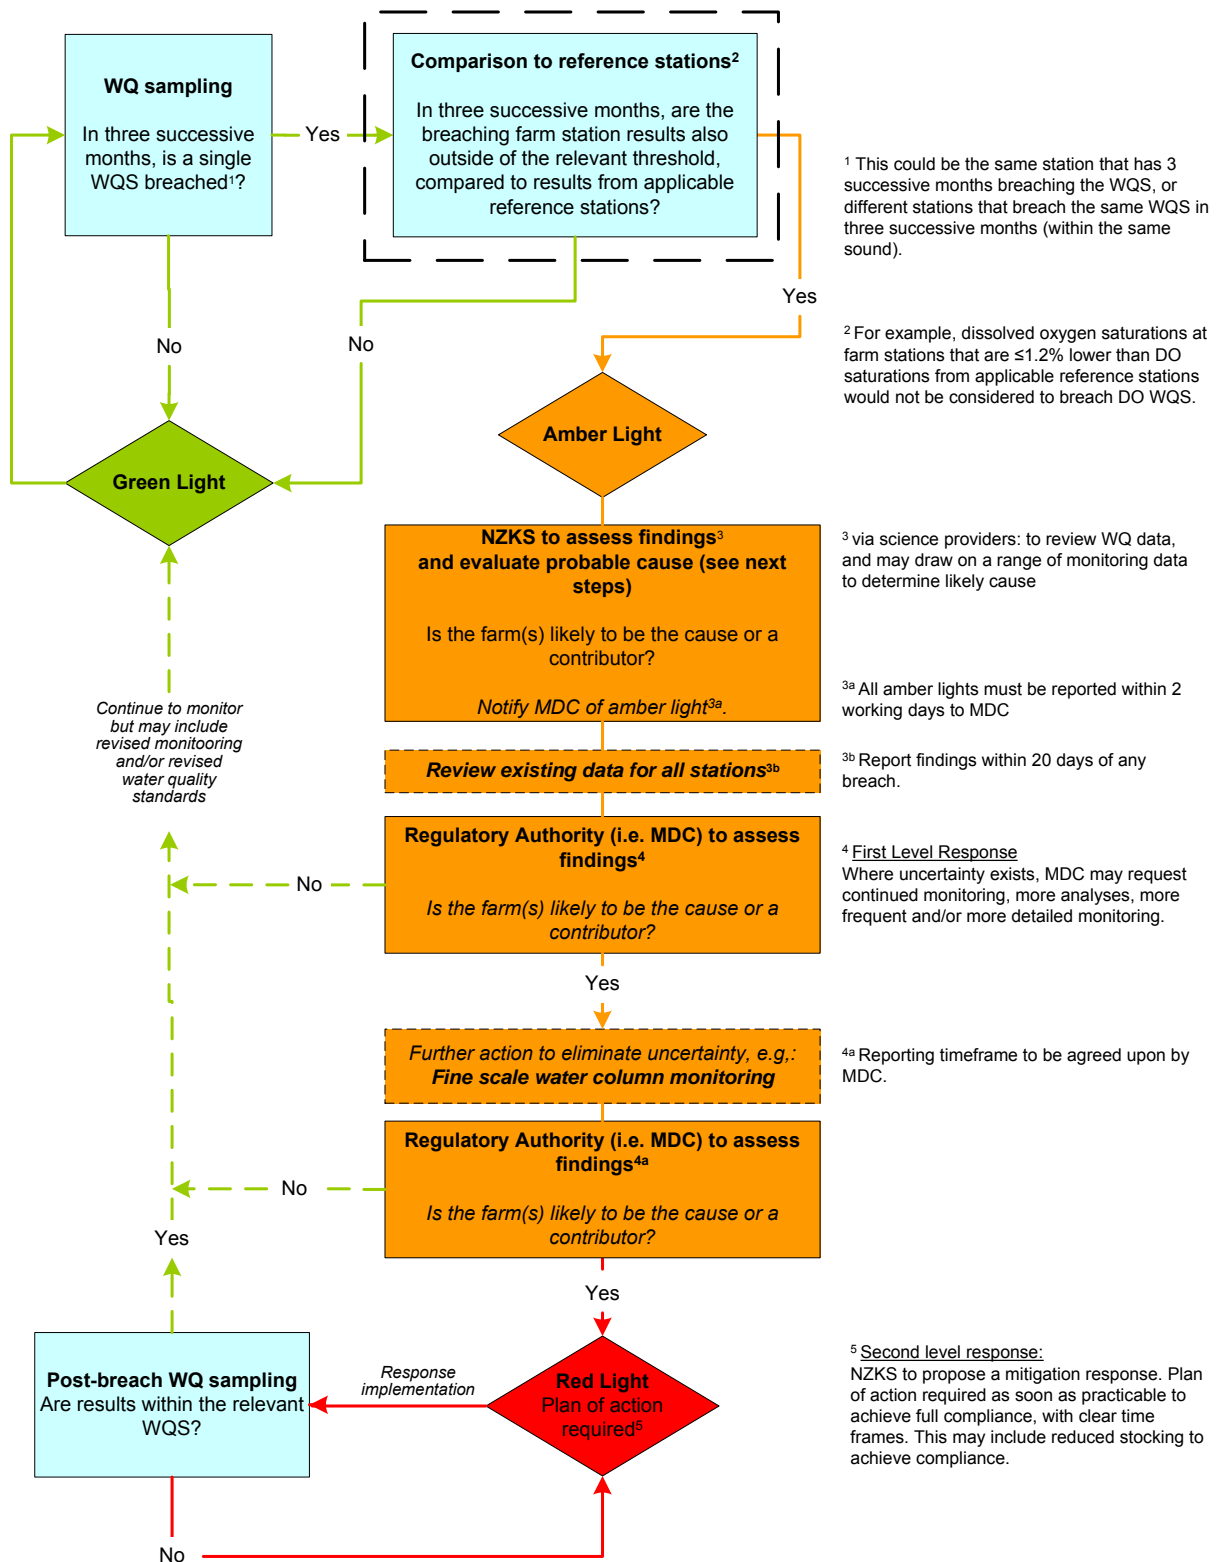 WQ sampling
In three successive
months, is a single
WQS breached¹?
Yes
Comparison to reference stations²
In three successive months, are the
breaching farm station results also
outside of the relevant threshold,
compared to results from applicable
reference stations?
¹ This could be the same station that has 3
successive months breaching the WQS, or
different stations that breach the same WQS in
three successive months (within the same
sound).
Yes
No
No
² For example, dissolved oxygen saturations at
farm stations that are ≤1.2% lower than DO
saturations from applicable reference stations
would not be considered to breach DO WQS.
Amber Light
Green Light
NZKS to assess findings³
and evaluate probable cause (see next
steps)
Is the farm(s) likely to be the cause or a
contributor?
Notify MDC of amber light³ᵃ.
³ via science providers: to review WQ data,
and may draw on a range of monitoring data
to determine likely cause
³ᵃ All amber lights must be reported within 2
working days to MDC
Continue to monitor
but may include
revised monitooring
and/or revised
water quality
standards
Review existing data for all stations³ᵇ
³ᵇ Report findings within 20 days of any
breach.
Regulatory Authority (i.e. MDC) to assess
findings⁴
Is the farm(s) likely to be the cause or a
contributor?
No
⁴ First Level Response
Where uncertainty exists, MDC may request
continued monitoring, more analyses, more
frequent and/or more detailed monitoring.
Yes
Further action to eliminate uncertainty, e.g,:
Fine scale water column monitoring
⁴ᵃ Reporting timeframe to be agreed upon by
MDC.
Regulatory Authority (i.e. MDC) to assess
findings⁴ᵃ
Is the farm(s) likely to be the cause or a
contributor?
No
Yes
Yes
Post-breach WQ sampling
Are results within the relevant
WQS?
Response
implementation
Red Light
Plan of action
required⁵
⁵ Second level response:
NZKS to propose a mitigation response. Plan
of action required as soon as practicable to
achieve full compliance, with clear time
frames. This may include reduced stocking to
achieve compliance.
No